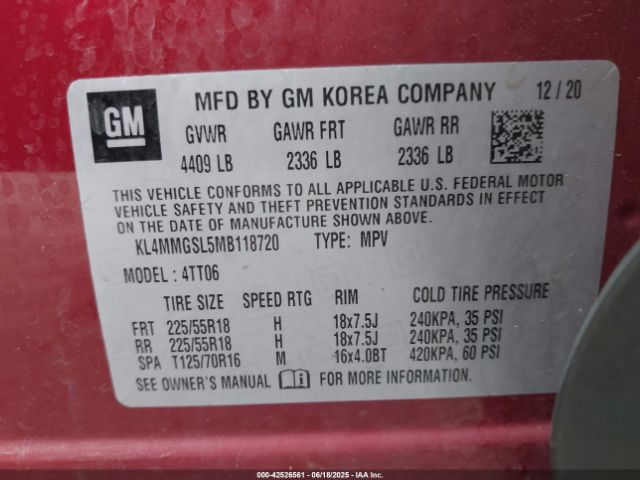 GM
MFD BY GM KOREA COMPANY 12/20
GVWR GAWR FRT GAWR RR
4409 LB 2336 LB 2336 LB
THIS VEHICLE CONFORMS TO ALL APPLICABLE U.S. FEDERAL MOTOR
VEHICLE SAFETY AND THEFT PREVENTION STANDARDS IN EFFECT
ON THE DATE OF MANUFACTURE SHOWN ABOVE.
KL4MMGSL5MB118720 TYPE: MPV
MODEL: 4TT06
TIRE SIZE SPEED RTG RIM COLD TIRE PRESSURE
FRT 225/55R18 H 18x7.5J 240KPA, 35 PSI
RR 225/55R18 H 18x7.5J 240KPA, 35 PSI
SPA T125/70R16 M 16x4.0BT 420KPA, 60 PSI
SEE OWNER'S MANUAL FOR MORE INFORMATION.
000-42526561 - 06/18/2025 - IAAI, Inc.